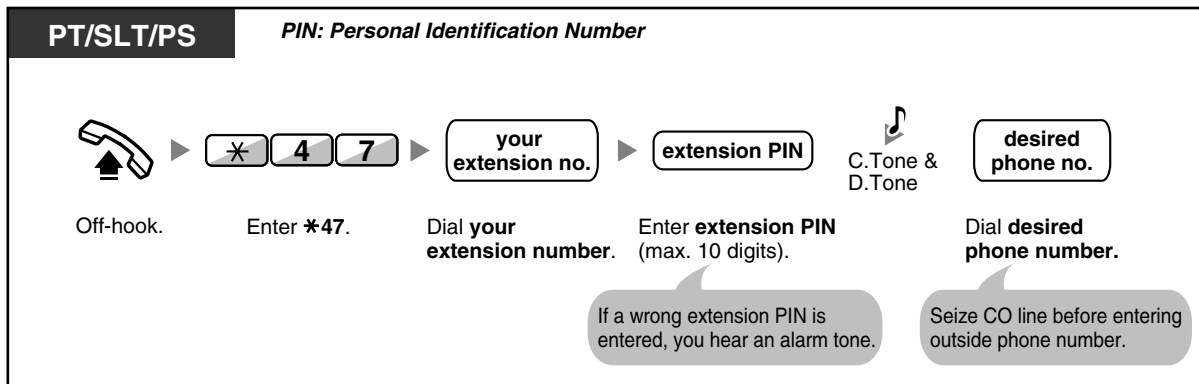 PT/SLT/PS
PIN: Personal Identification Number
* 4 7
your
extension no.
extension PIN
C.Tone &
D.Tone
desired
phone no.
Off-hook.
Enter *47.
Dial your
extension number.
Enter extension PIN
(max. 10 digits).
Dial desired
phone number.
If a wrong extension PIN is
entered, you hear an alarm tone.
Seize CO line before entering
outside phone number.